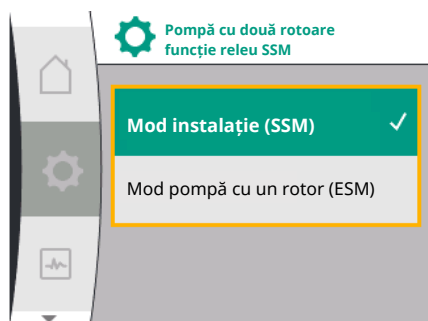 Pompă cu două rotoare
funcție releu SSM
Mod instalație (SSM)
Mod pompă cu un rotor (ESM)